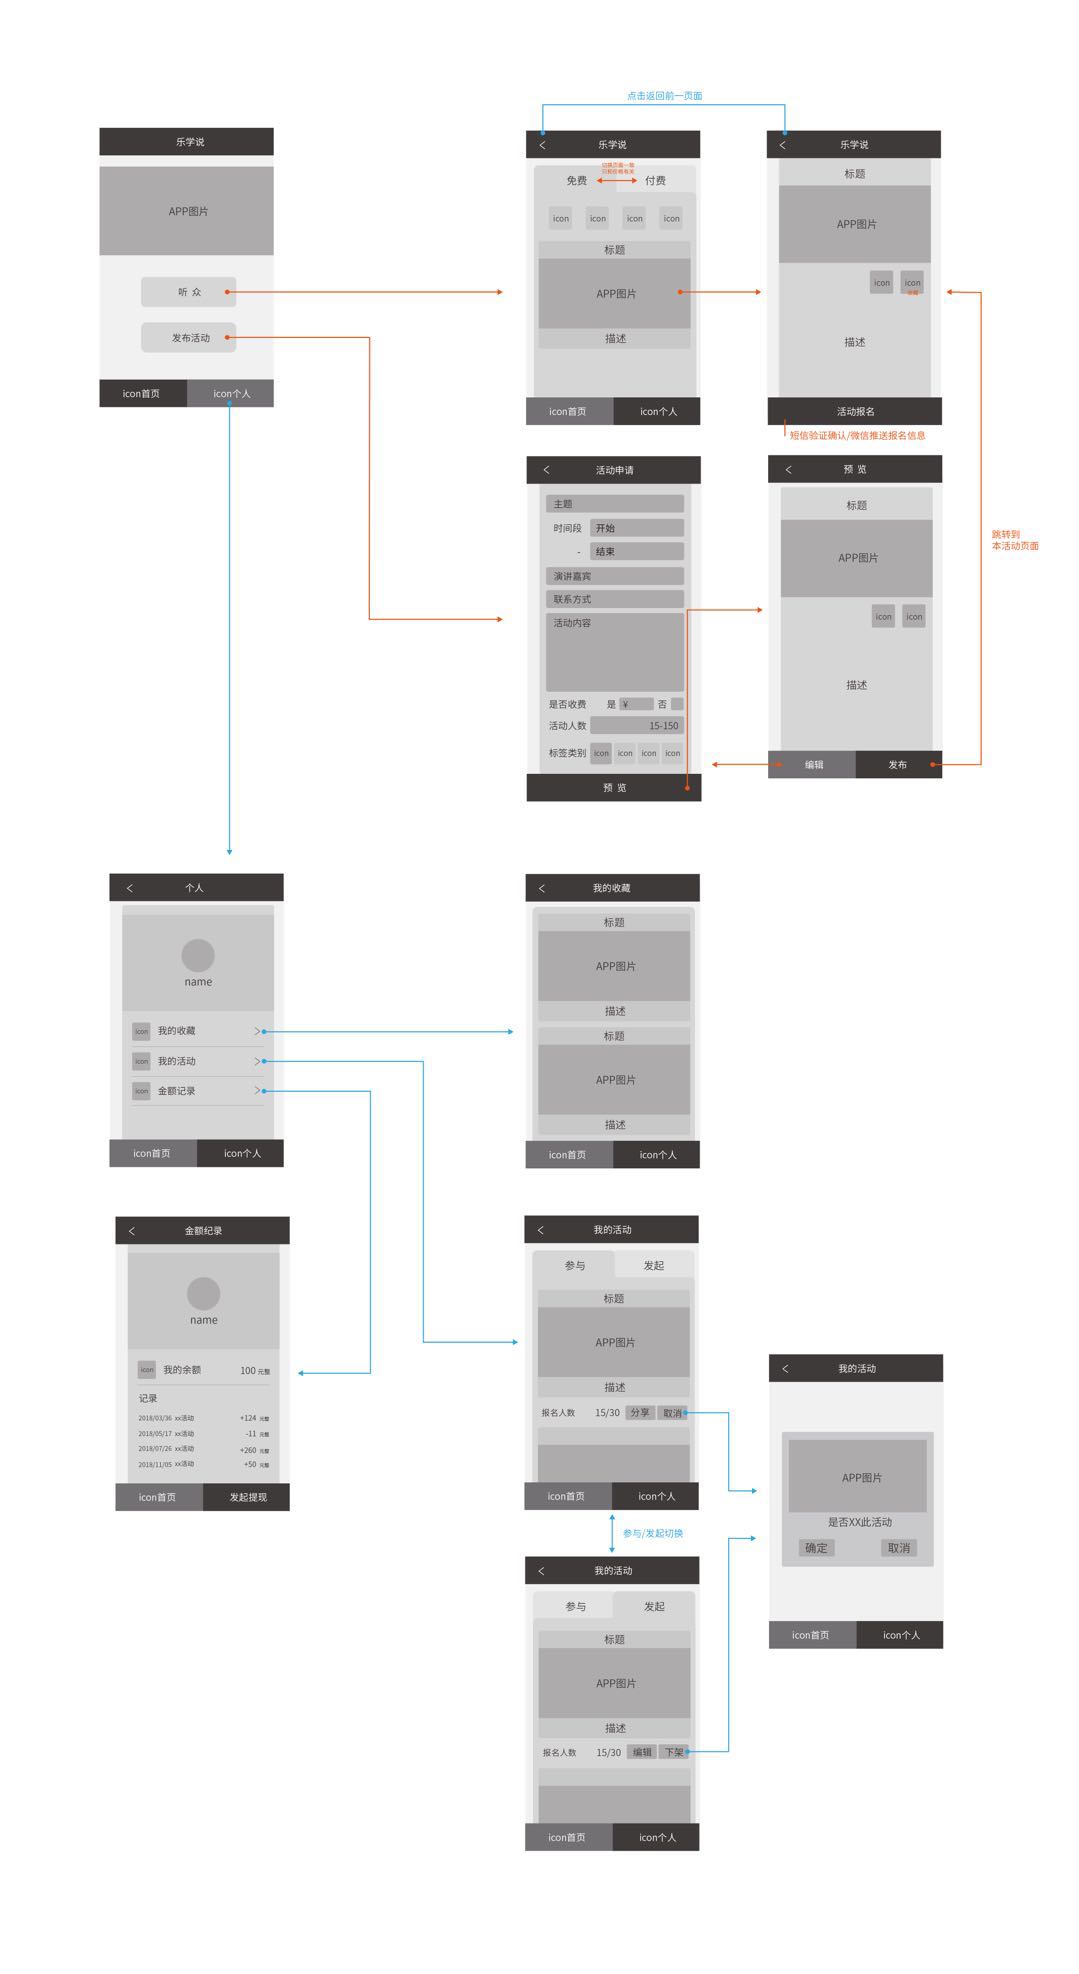 点击返回前一页面
乐学说
APP图片
听 众
发布活动
icon首页
icon个人
乐学说
免费
切换页面一致
只和价格有关
付费
icon
icon
icon
icon
标题
APP图片
描述
icon首页
icon个人
乐学说
标题
APP图片
icon
icon
收藏
描述
活动报名
短信验证确认/微信推送报名信息
活动申请
主题
时间段
开始
-
结束
演讲嘉宾
联系方式
活动内容
是否收费
是
¥
否
活动人数
15-150
标签类别
icon
icon
icon
icon
预 览
预 览
标题
APP图片
icon
icon
描述
编辑
发布
跳转到
本活动页面
个人
name
icon
我的收藏
icon
我的活动
icon
金额记录
icon首页
icon个人
我的收藏
标题
APP图片
描述
标题
APP图片
描述
icon首页
icon个人
金额纪录
name
icon
我的余额
100 元整
记录
2018/03/36 xx活动
+124 元整
2018/05/17 xx活动
-11 元整
2018/07/26 xx活动
+260 元整
2018/11/05 xx活动
+50 元整
icon首页
发起提现
我的活动
参与
发起
标题
APP图片
描述
报名人数
15/30
分享
取消
icon首页
icon个人
参与/发起切换
我的活动
参与
发起
标题
APP图片
描述
报名人数
15/30
编辑
下架
icon首页
icon个人
我的活动
APP图片
是否XX此活动
确定
取消
icon首页
icon个人